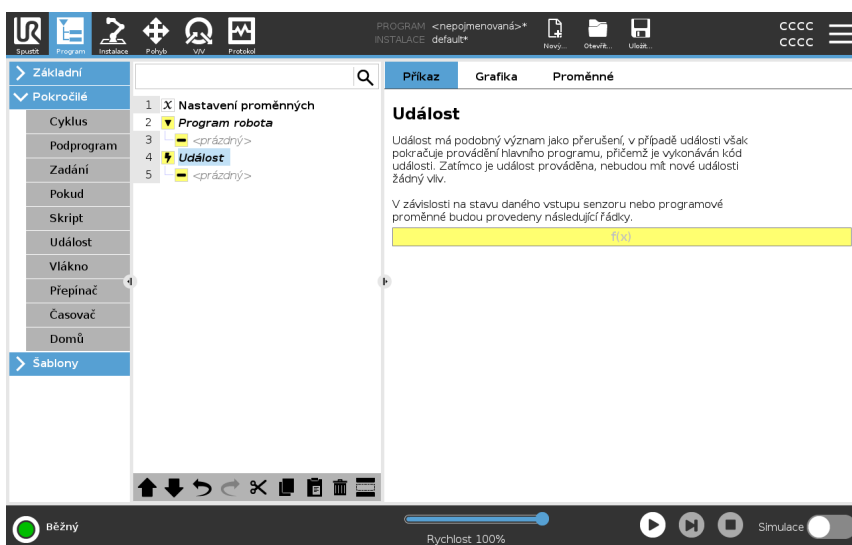 UR
Spustit
Program
Instalace
Pohyb
V/V
Protokol
PROGRAM <nepojmenovaná>*
INSTALACE default*
Nový...
Otevřít...
Uložit...
CCCC
CCCC
Základní
Pokročilé
Cyklus
Podprogram
Zadání
Pokud
Skript
Událost
Vlákno
Přepínač
Časovač
Domů
Šablony
1 X Nastavení proměnných
2 Program robota
3 <prázdný>
4 Událost
5 <prázdný>
Příkaz Grafika Proměnné
Událost
Událost má podobný význam jako přerušení, v případě události však
pokračuje provádění hlavního programu, přičemž je vykonáván kód
události. Zatímco je událost prováděna, nebudou mít nové události
žádný vliv.
V závislosti na stavu daného vstupu senzoru nebo programové
proměnné budou provedeny následující řádky.
f(x)
Běžný
Rychlost 100%
Simulace